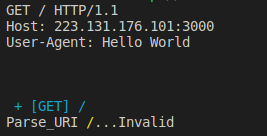 GET / HTTP/1.1
Host: 223.131.176.101:3000
User-Agent: Hello World
+ [GET] /
Parse_URI /...Invalid